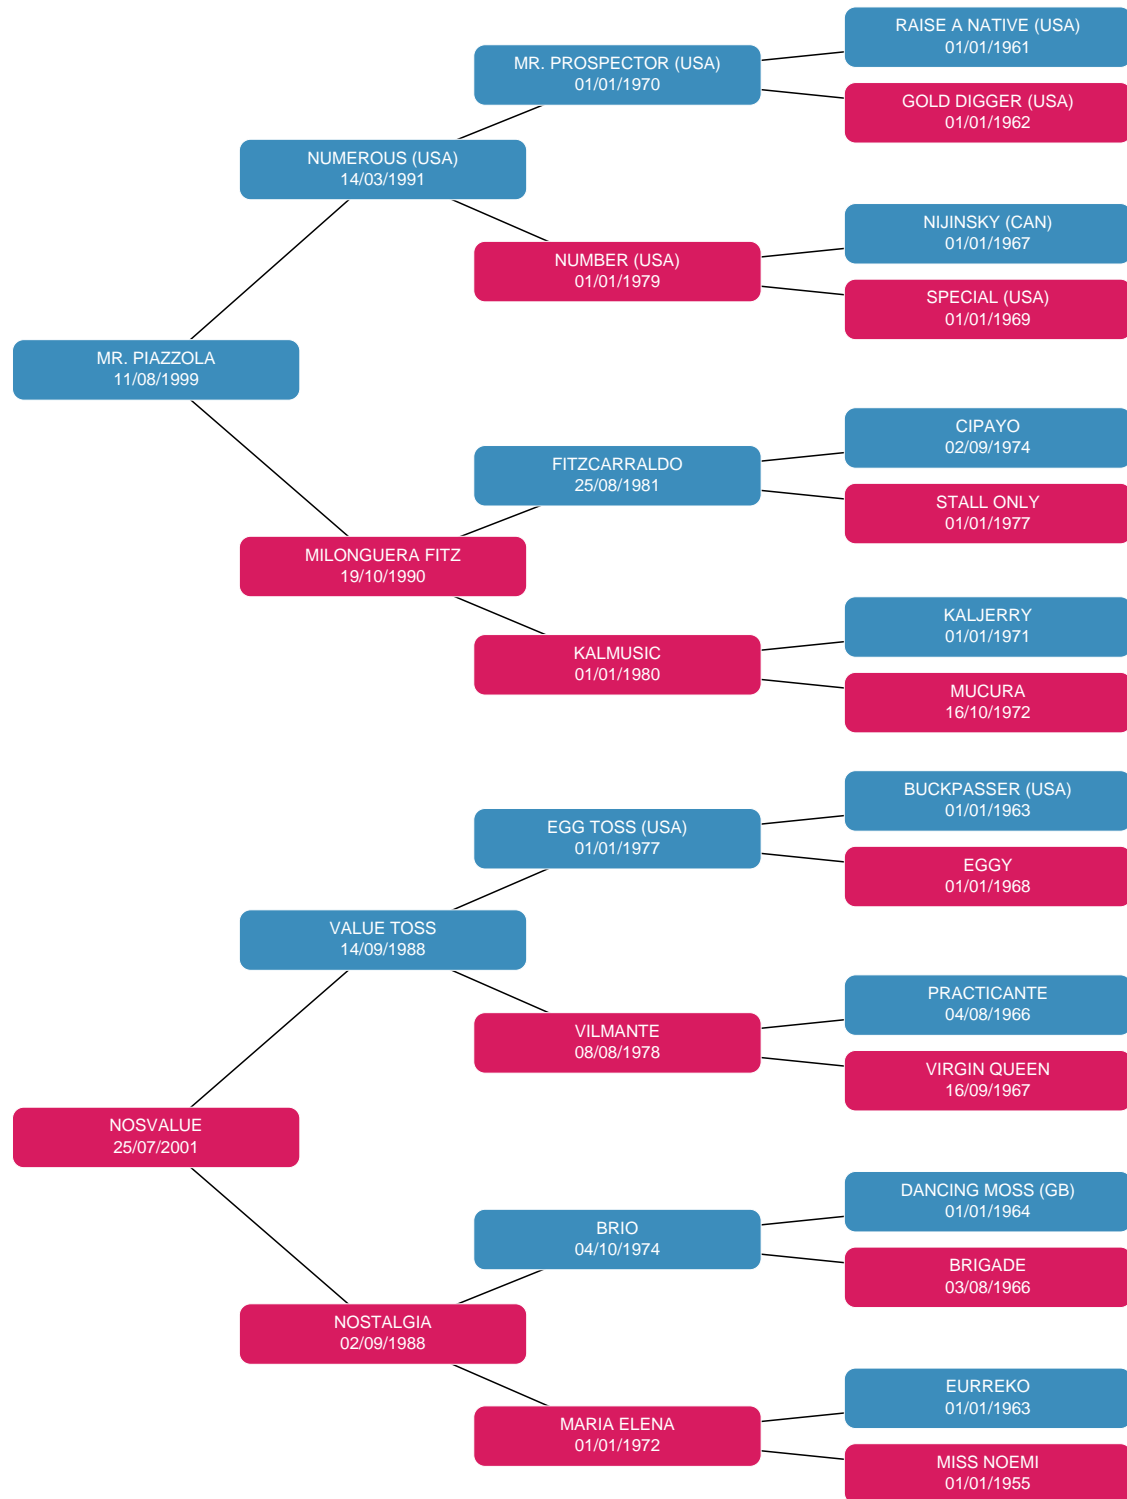 RAISE A NATIVE (USA)
01/01/1961
MR. PROSPECTOR (USA)
01/01/1970
GOLD DIGGER (USA)
01/01/1962
NUMEROUS (USA)
14/03/1991
NIJINSKY (CAN)
01/01/1967
NUMBER (USA)
01/01/1979
SPECIAL (USA)
01/01/1969
MR. PIAZZOLA
11/08/1999
CIPAYO
02/09/1974
FITZCARRALDO
25/08/1981
STALL ONLY
01/01/1977
MILONGUERA FITZ
19/10/1990
KALJERRY
01/01/1971
KALMUSIC
01/01/1980
MUCURA
16/10/1972
BUCKPASSER (USA)
01/01/1963
EGG TOSS (USA)
01/01/1977
EGGY
01/01/1968
VALUE TOSS
14/09/1988
PRACTICANTE
04/08/1966
VILMANTE
08/08/1978
VIRGIN QUEEN
16/09/1967
NOSVALUE
25/07/2001
DANCING MOSS (GB)
01/01/1964
BRIO
04/10/1974
BRIGADE
03/08/1966
NOSTALGIA
02/09/1988
EURREKO
01/01/1963
MARIA ELENA
01/01/1972
MISS NOEMI
01/01/1955